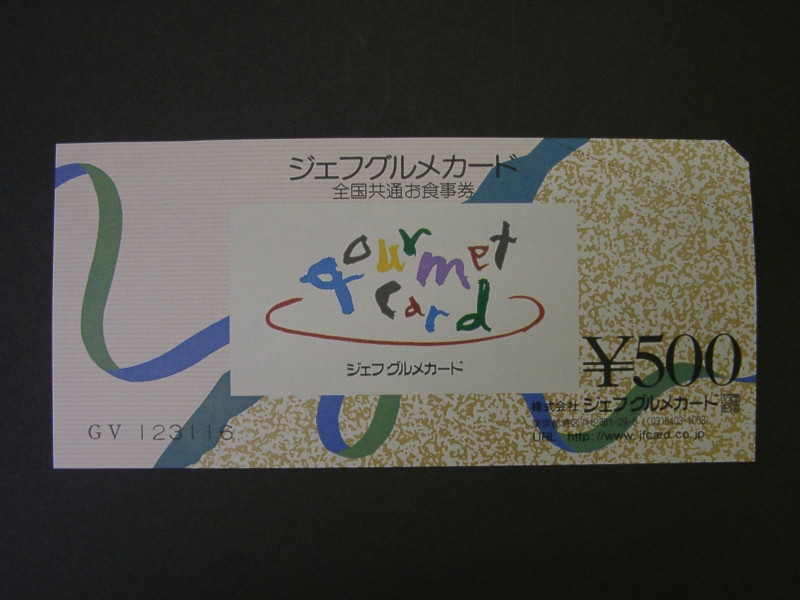 ジェフグルメカード
全国共通お食事券
gourmet
card
ジェフグルメカード
¥500
株式会社 ジェフグルメカード
URL http://www.jfcard.co.jp
GV 123116